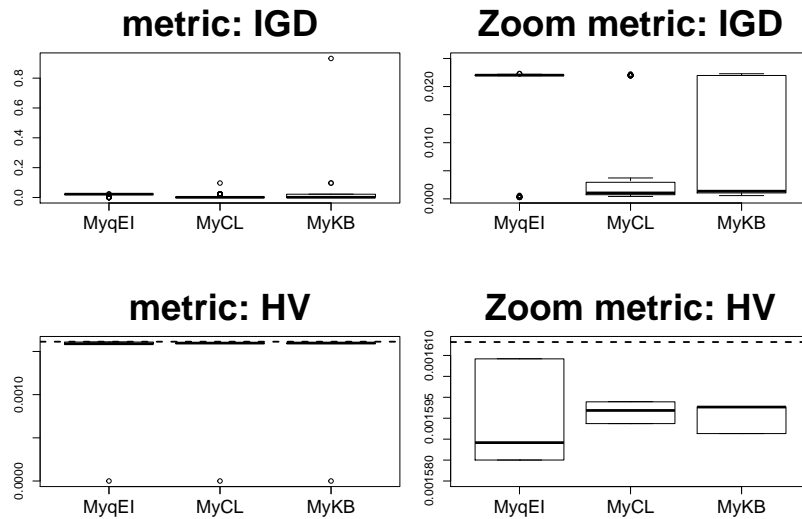 metric: IGD
0.0 0.2 0.4 0.6 0.8
MyqEI MyCL MyKB
Zoom metric: IGD
0.000 0.010 0.020
MyqEI MyCL MyKB
metric: HV
0.0000 0.0010
MyqEI MyCL MyKB
Zoom metric: HV
0.001580 0.001595 0.001610
MyqEI MyCL MyKB